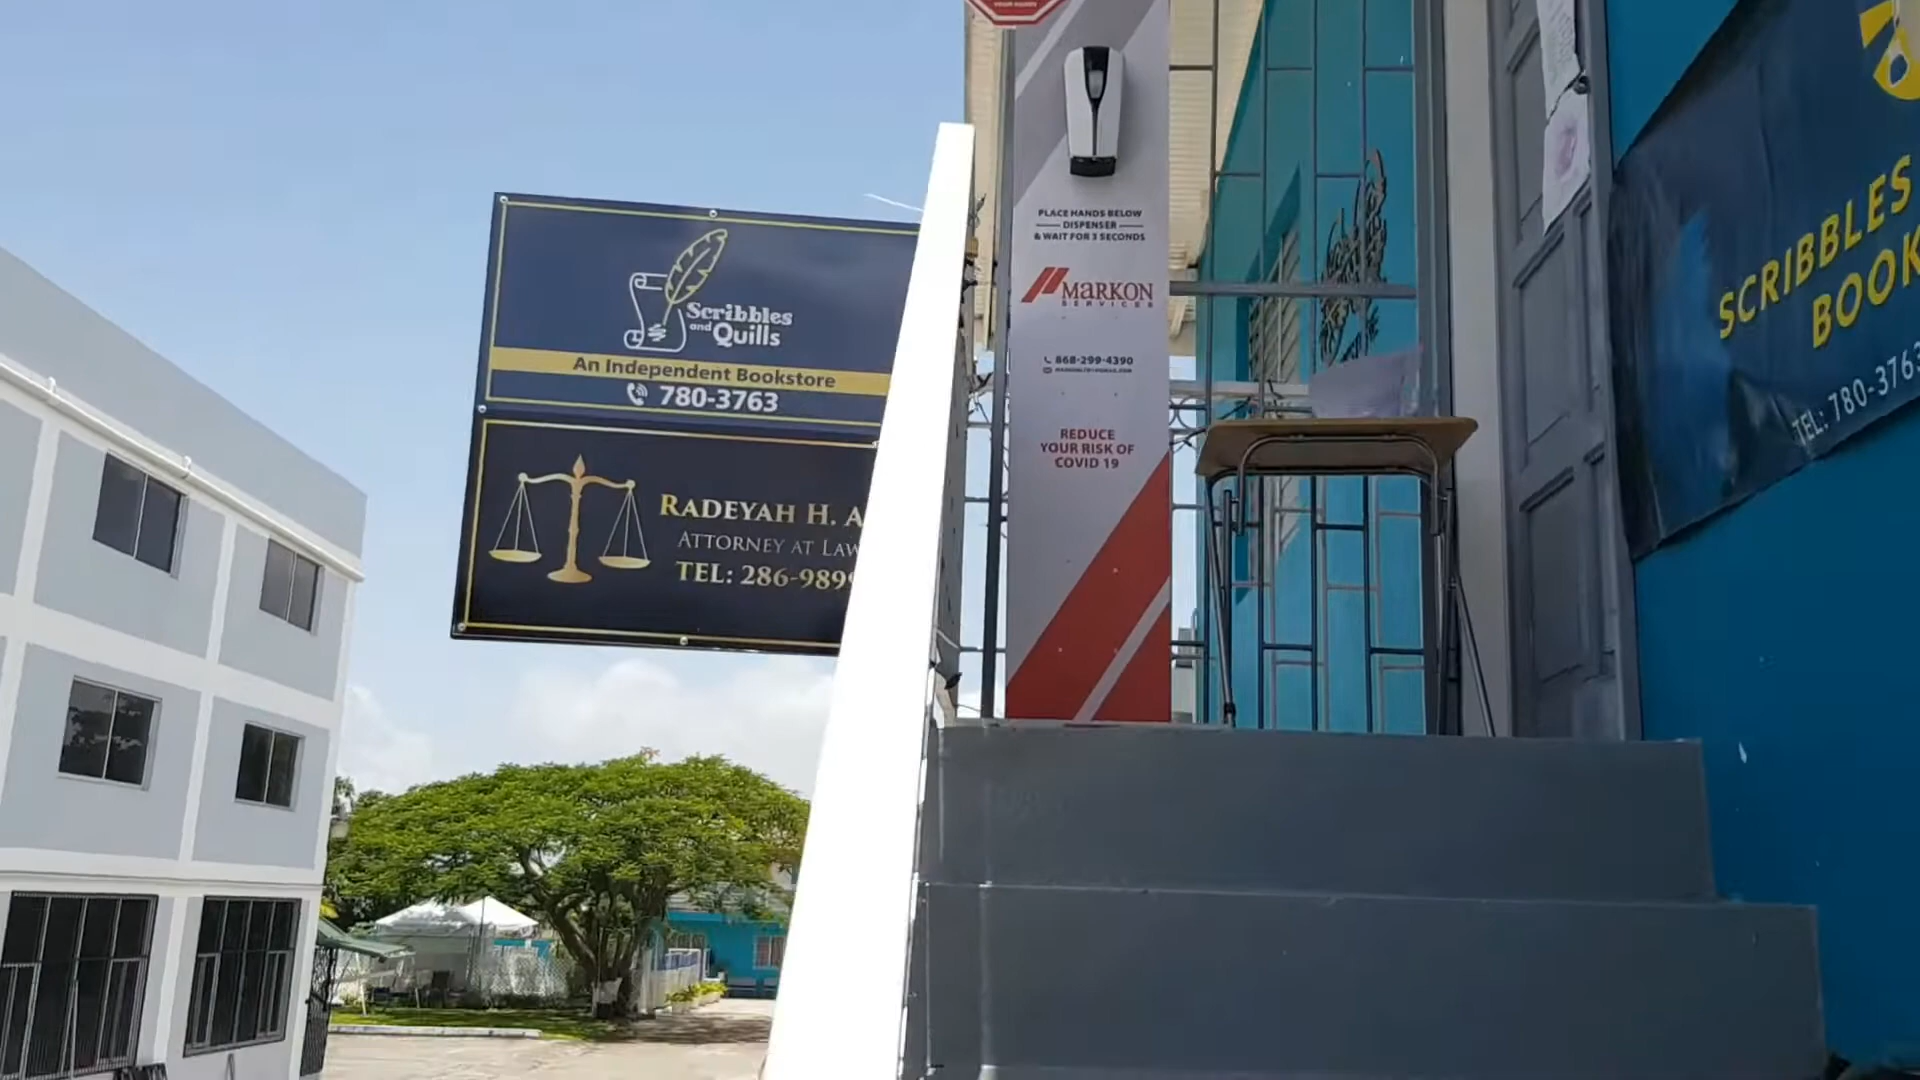 Scribbles
and Quills
An Independent Bookstore
780-3763
RADEYAH H. A
ATTORNEY AT LAW
TEL: 286-989
PLACE HANDS BELOW
DISPENSER
& WAIT FOR 3 SECONDS
MARKON
SERVICES
868-299-4390
REDUCE
YOUR RISK OF
COVID 19
SCRIBBLES
BOOK
TEL: 780-3763